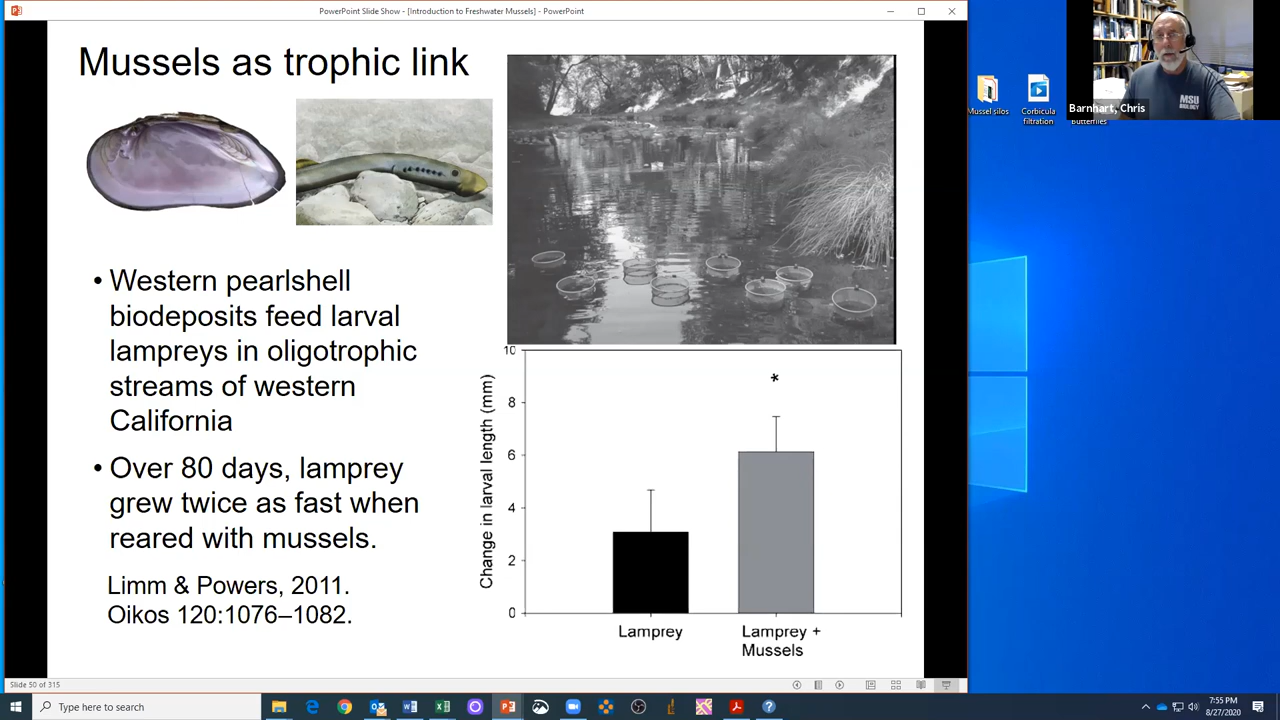 PowerPoint Slide Show - [Introduction to Freshwater Mussels] - PowerPoint
Mussels as trophic link
• Western pearlshell
biodeposits feed larval
lampreys in oligotrophic
streams of western
California
• Over 80 days, lamprey
grew twice as fast when
reared with mussels.
Limm & Powers, 2011.
Oikos 120:1076–1082.
Change in larval length (mm)
10
8
6
4
2
0
*
Lamprey
Lamprey +
Mussels
Mussel silos
Corbicula
filtration
Butterflies
Barnhart, Chris
MSU
BIOLOGY
Slide 50 of 315
Type here to search
7:55 PM
8/27/2020